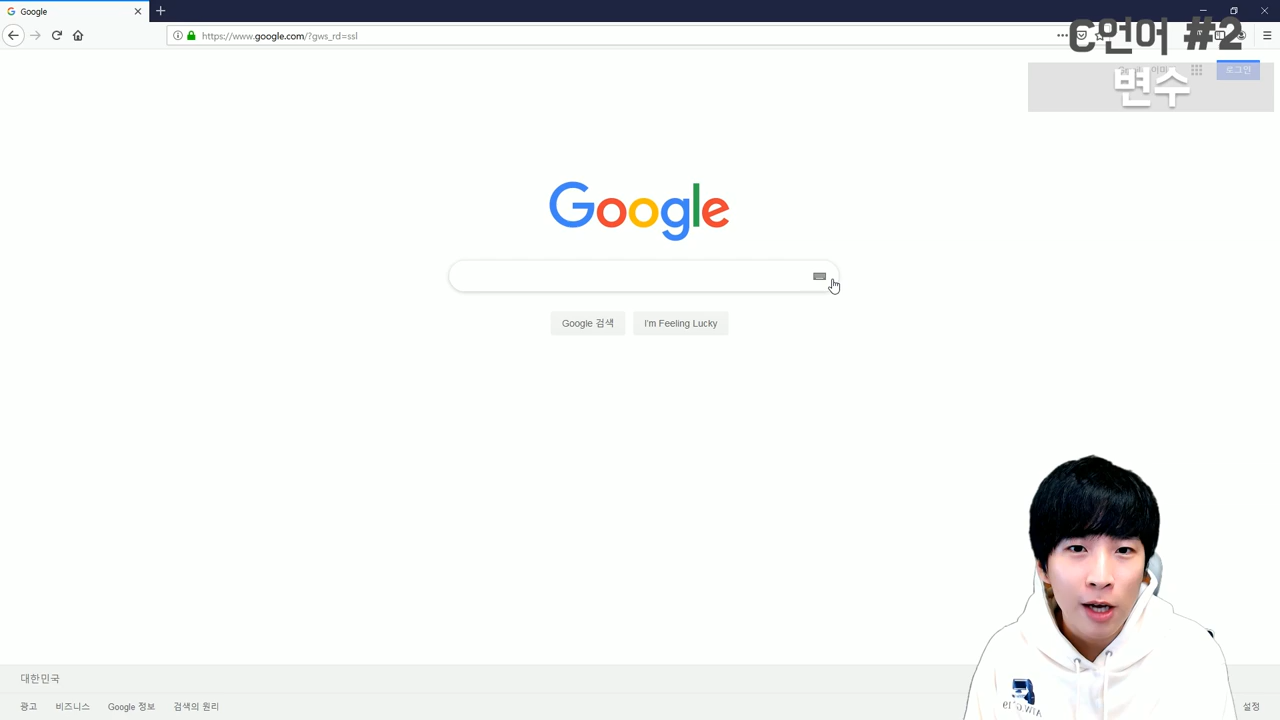 Google
https://www.google.com/?gws_rd=ssl
C언어 #2
로그인
변수
Google
Google 검색
I'm Feeling Lucky
대한민국
광고 비즈니스 Google 정보 검색의 원리
설정